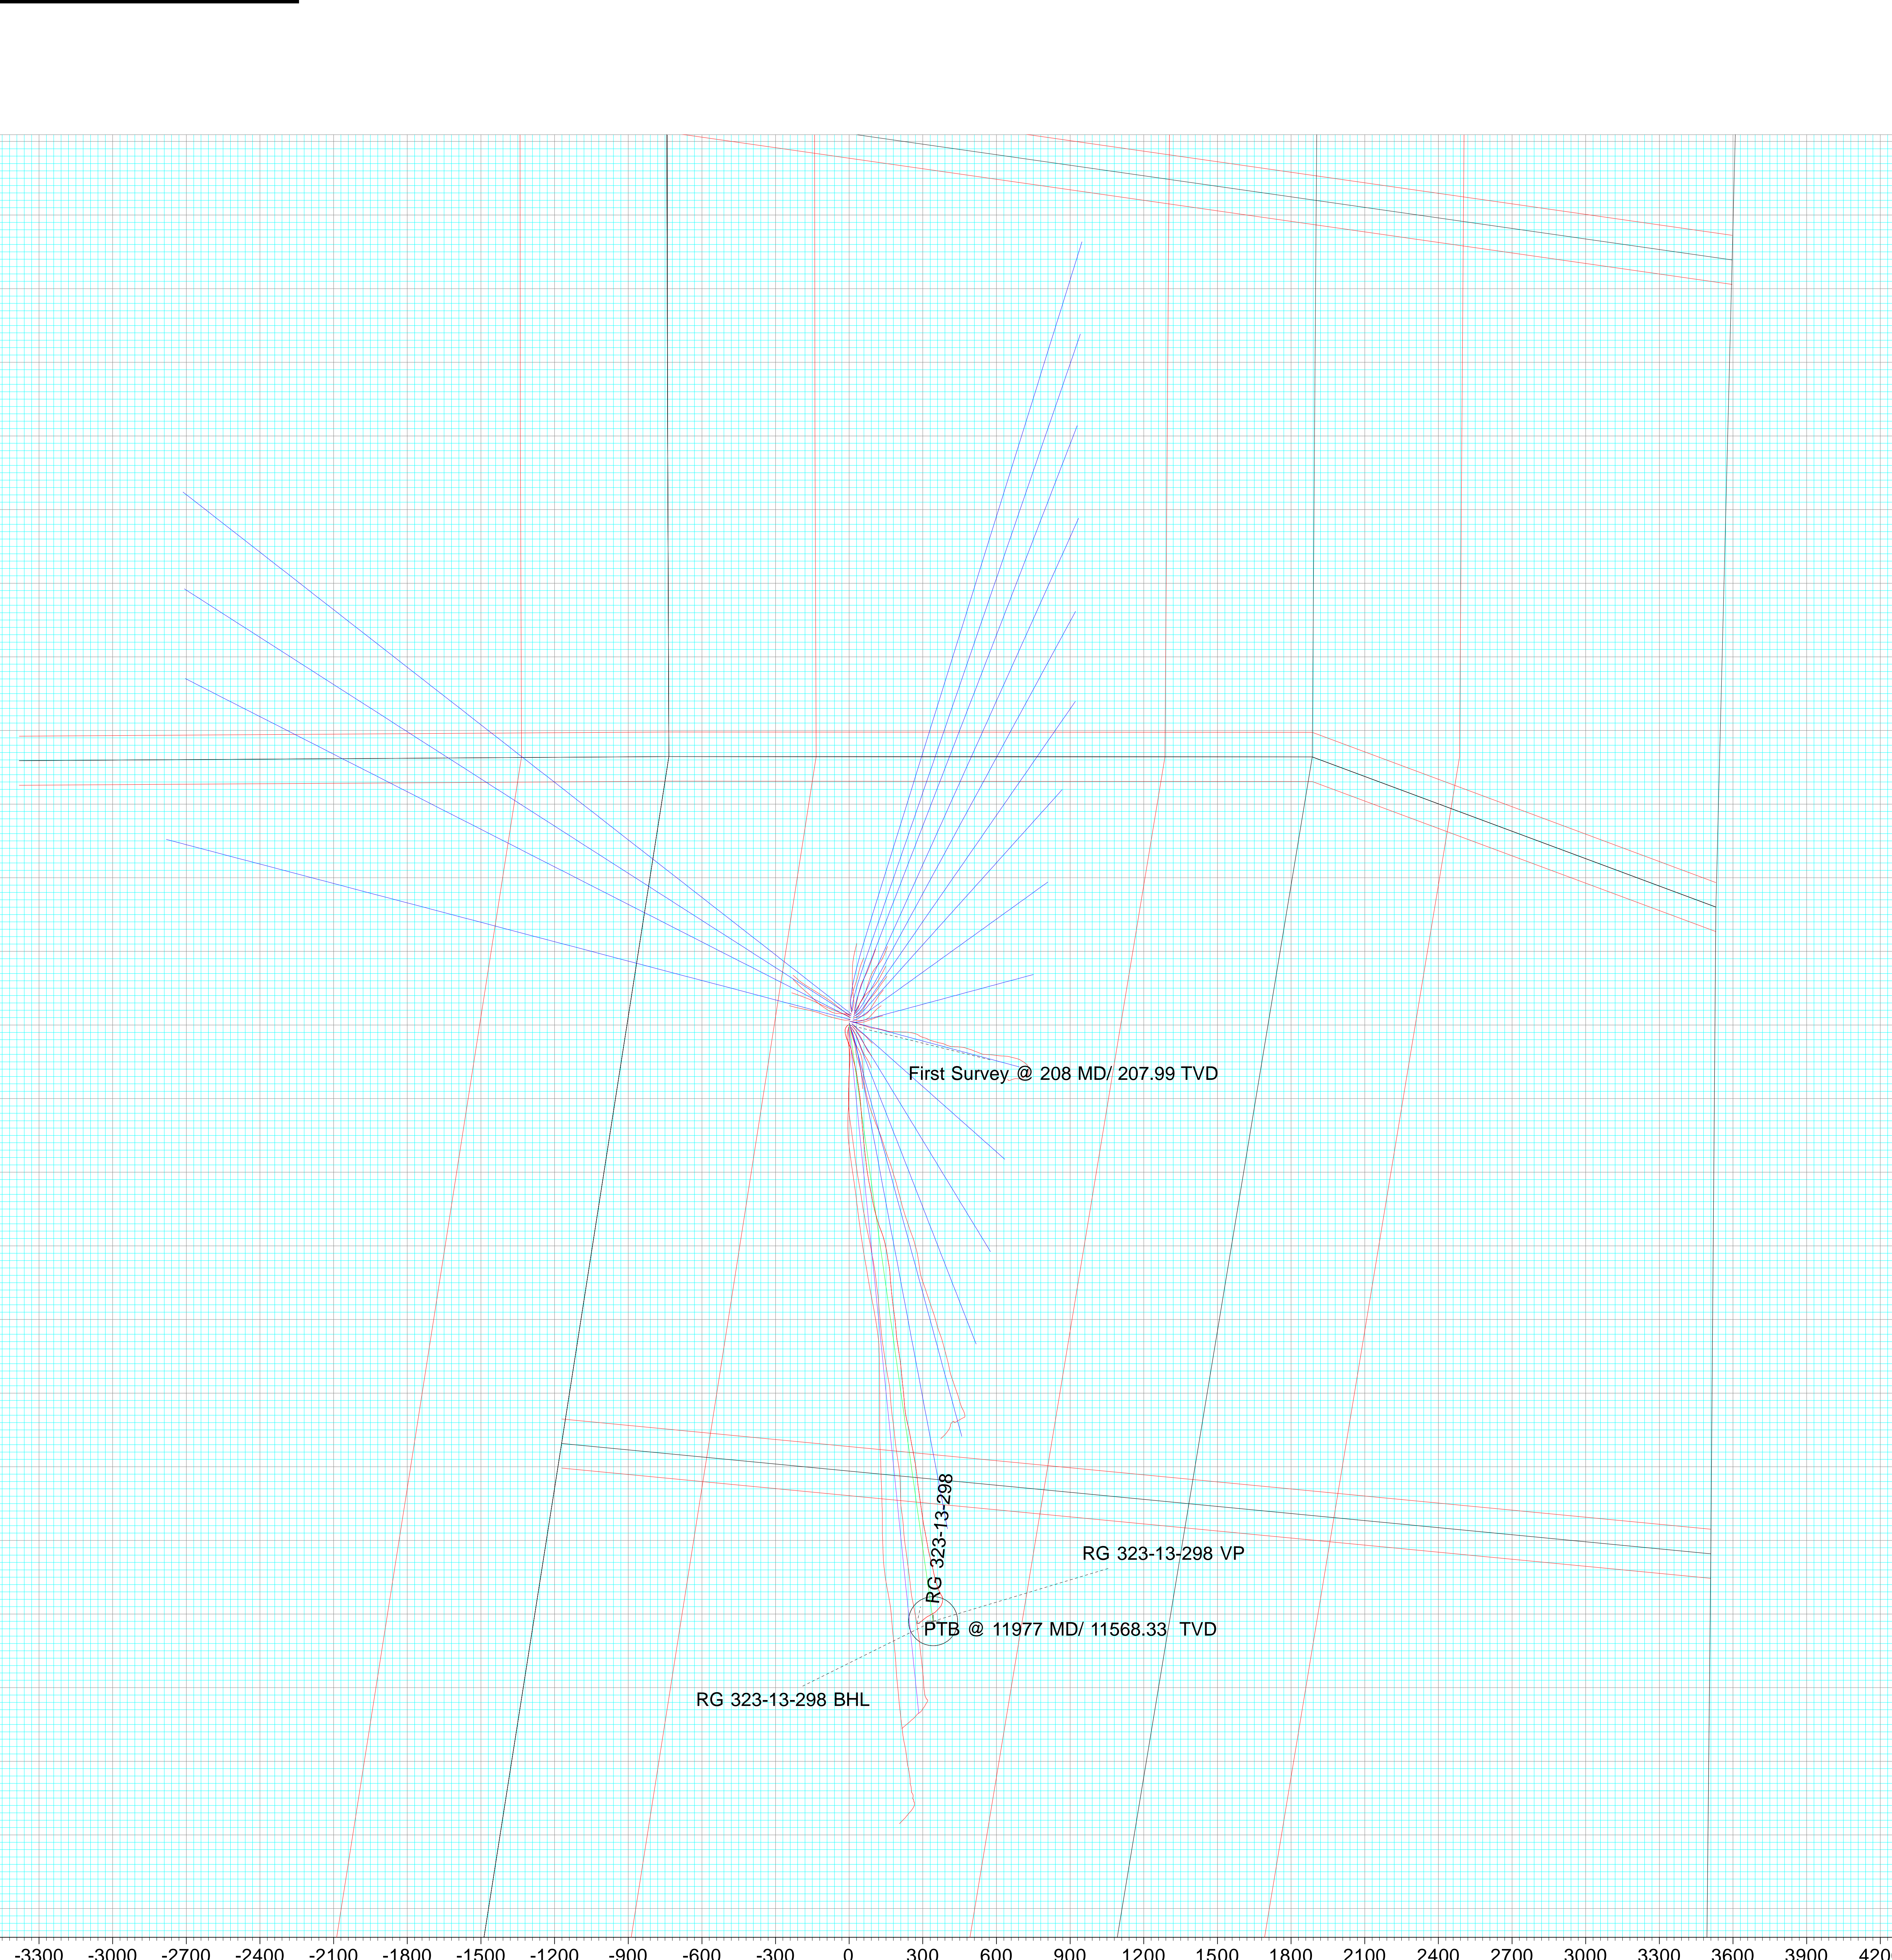 First Survey @ 208 MD/ 207.99 TVD
RG 323-13-298
RG 323-13-298 VP
PTB @ 11977 MD/ 11568.33 TVD
RG 323-13-298 BHL
-3300 -3000 -2700 -2400 -2100 -1800 -1500 -1200 -900 -600 -300 0 300 600 900 1200 1500 1800 2100 2400 2700 3000 3300 3600 3900